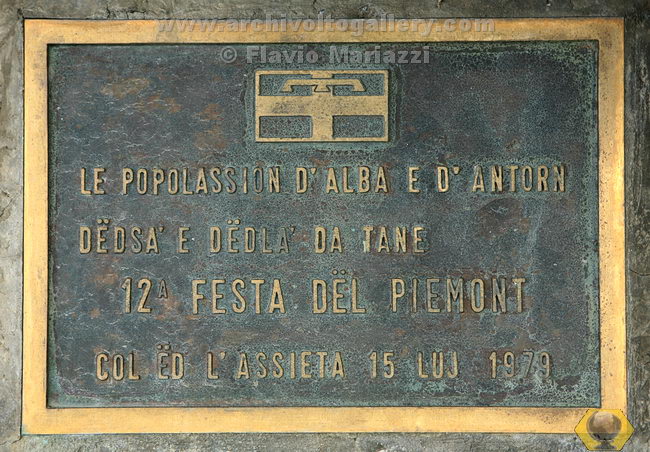 www.archivoltogallery.com
© Flavio Mariazzi
LE POPOLASSION D'ALBA E D'ANTORN
DËDSA' E DËDLA' DA TANE
12A FESTA DËL PIEMONT
COL ËD L'ASSIETA 15 LUJ 1979